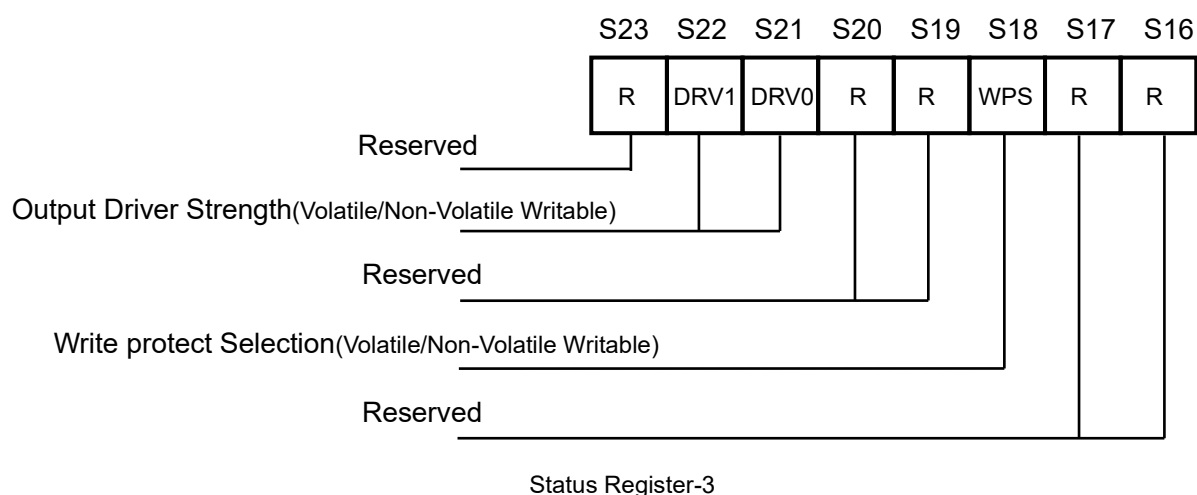 S23 S22 S21 S20 S19 S18 S17 S16
R DRV1 DRV0 R R WPS R R
Reserved
Output Driver Strength(Volatile/Non-Volatile Writable)
Reserved
Write protect Selection(Volatile/Non-Volatile Writable)
Reserved
Status Register-3